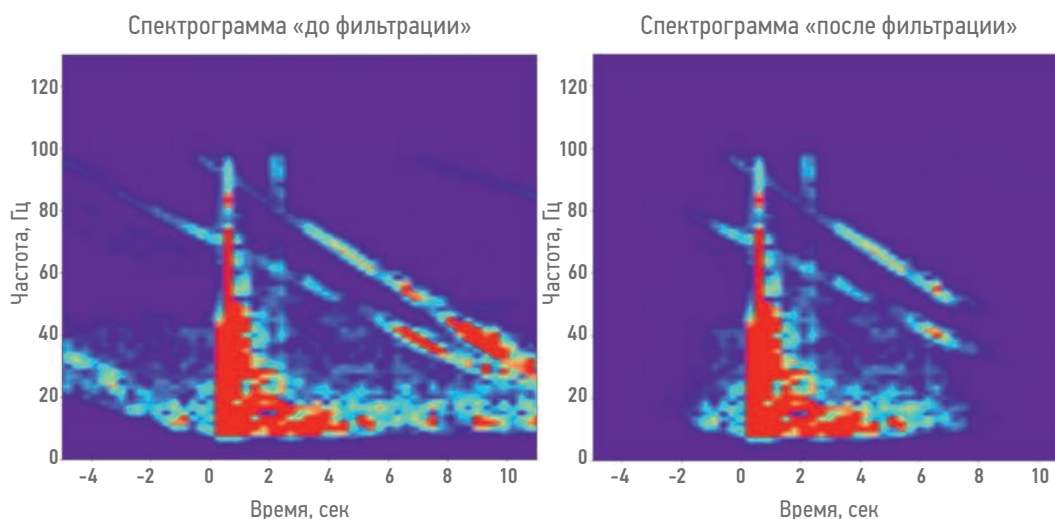 Спектрограмма «до фильтрации»
Частота, Гц
120
100
80
60
40
20
0
-4 -2 0 2 4 6 8 10
Время, сек
Спектрограмма «после фильтрации»
Частота, Гц
120
100
80
60
40
20
0
-4 -2 0 2 4 6 8 10
Время, сек